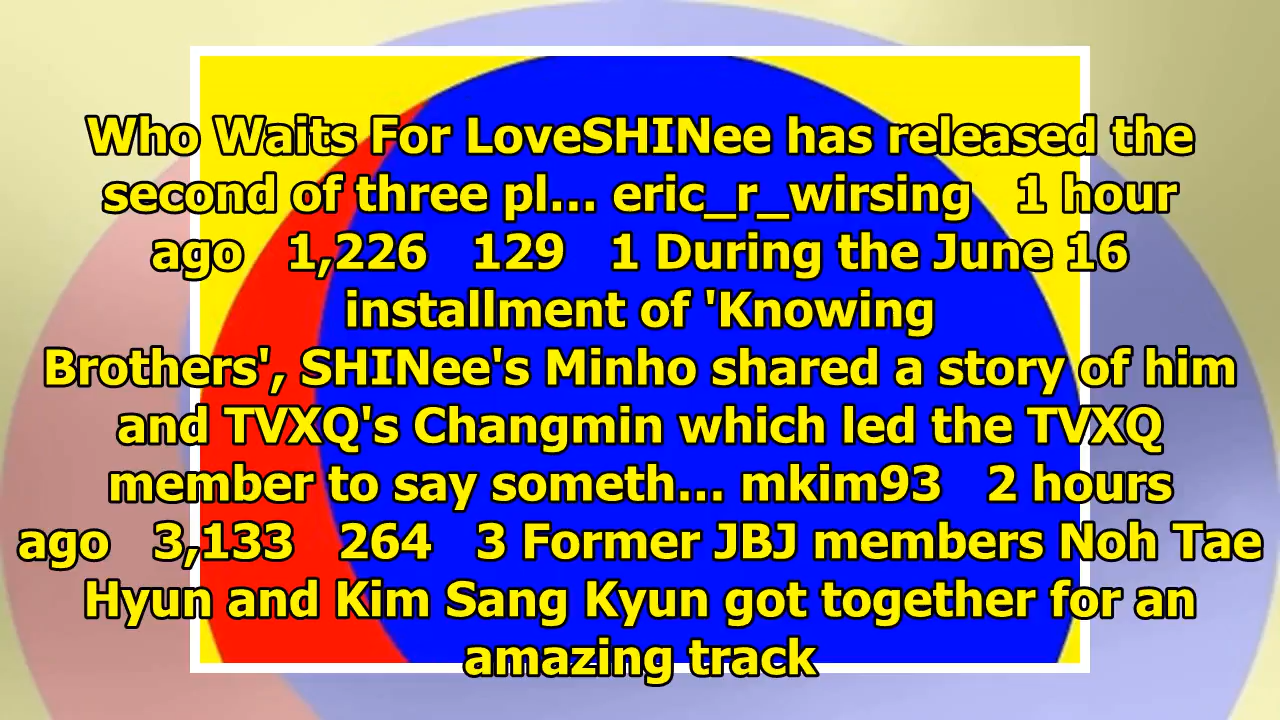 Who Waits For LoveSHINee has released the
second of three pl... eric_r_wirsing   1 hour
ago   1,226   129   1 During the June 16
installment of 'Knowing
Brothers', SHINee's Minho shared a story of him
and TVXQ's Changmin which led the TVXQ
member to say someth... mkim93   2 hours
ago   3,133   264   3 Former JBJ members Noh Tae
Hyun and Kim Sang Kyun got together for an
amazing track